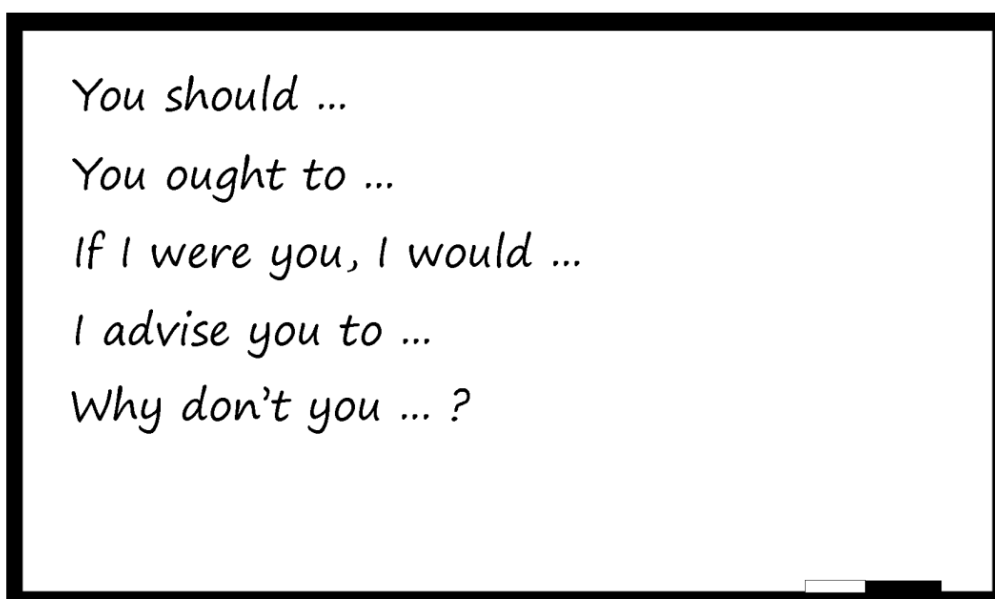 You should ...
You ought to ...
If I were you, I would ...
I advise you to ...
Why don’t you ... ?